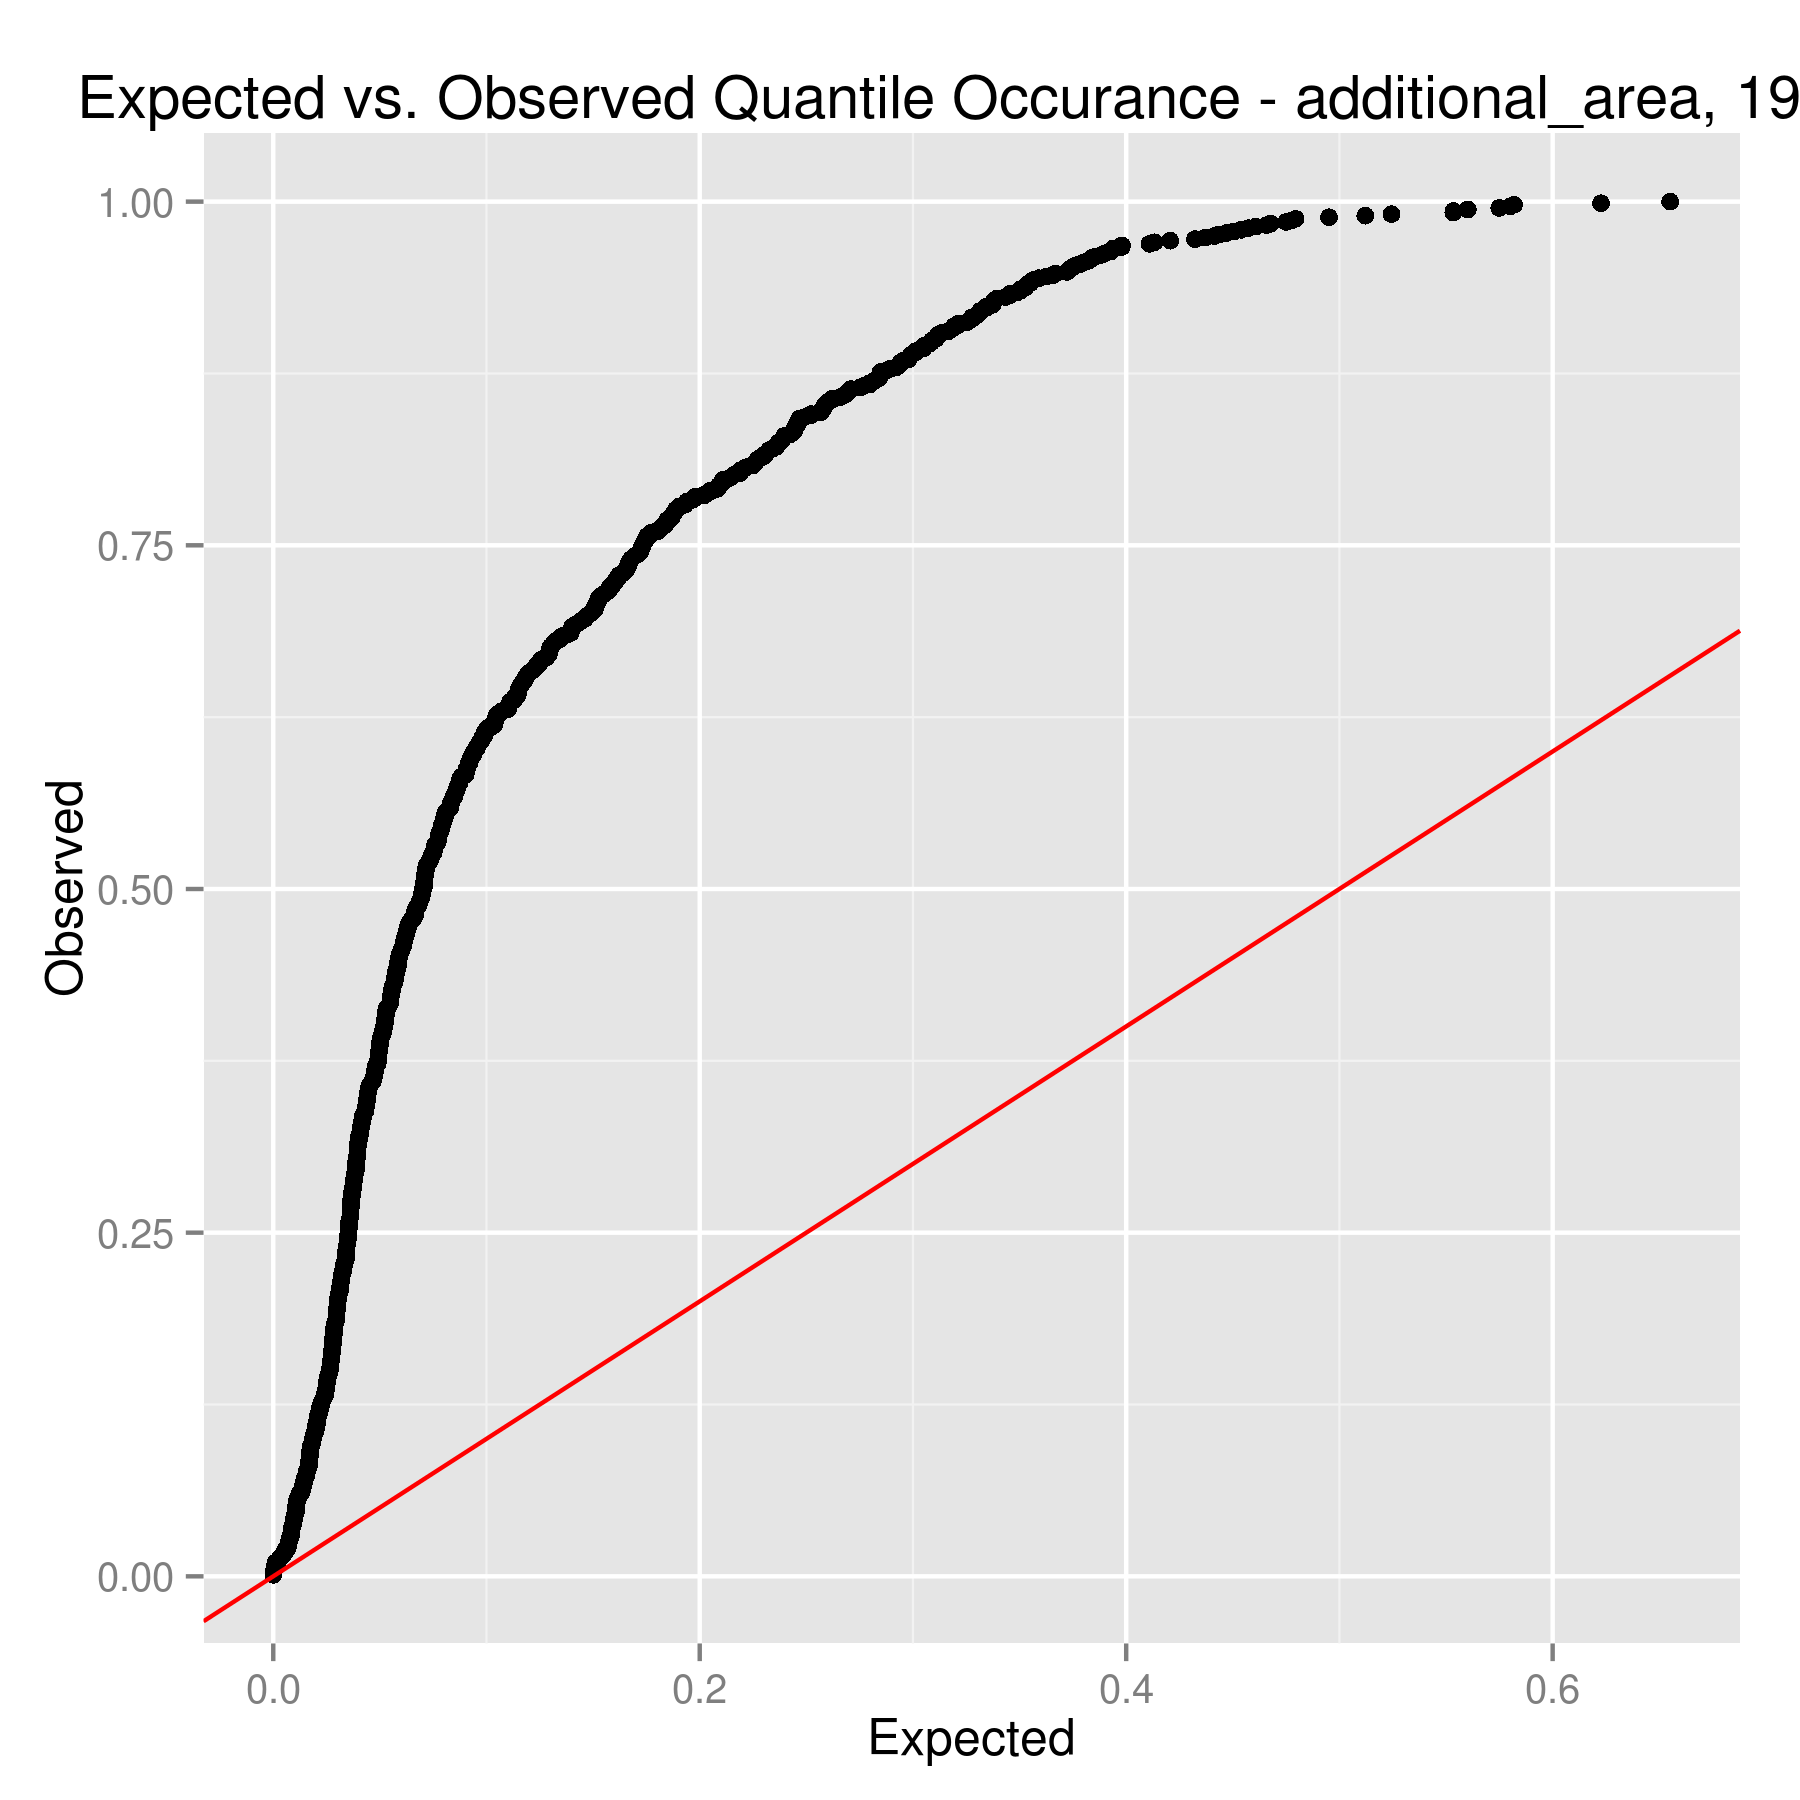 Expected vs. Observed Quantile Occurance - additional_area, 19
1.00
0.75
0.50
0.25
0.00
Observed
0.0 0.2 0.4 0.6
Expected